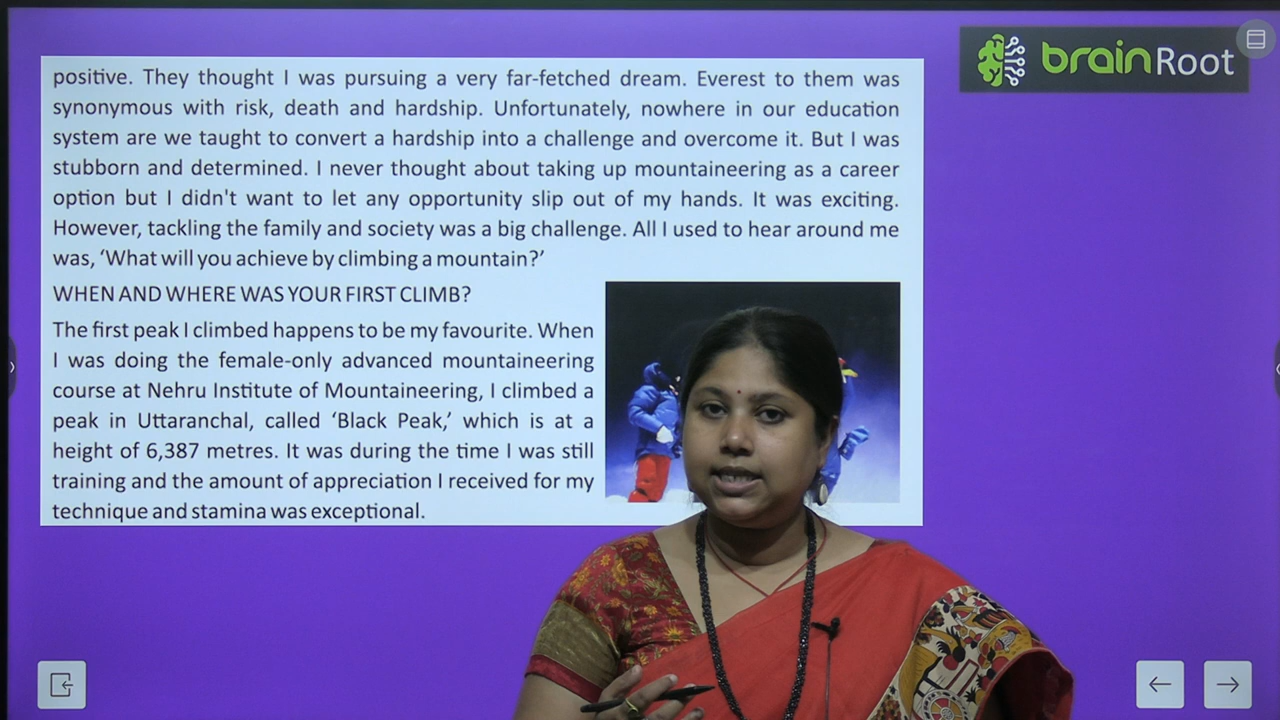 brainRoot
positive. They thought I was pursuing a very far-fetched dream. Everest to them was
synonymous with risk, death and hardship. Unfortunately, nowhere in our education
system are we taught to convert a hardship into a challenge and overcome it. But I was
stubborn and determined. I never thought about taking up mountaineering as a career
option but I didn't want to let any opportunity slip out of my hands. It was exciting.
However, tackling the family and society was a big challenge. All I used to hear around me
was, ‘What will you achieve by climbing a mountain?’
WHEN AND WHERE WAS YOUR FIRST CLIMB?
The first peak I climbed happens to be my favourite. When
I was doing the female-only advanced mountaineering
course at Nehru Institute of Mountaineering, I climbed a
peak in Uttaranchal, called ‘Black Peak,’ which is at a
height of 6,387 metres. It was during the time I was still
training and the amount of appreciation I received for my
technique and stamina was exceptional.